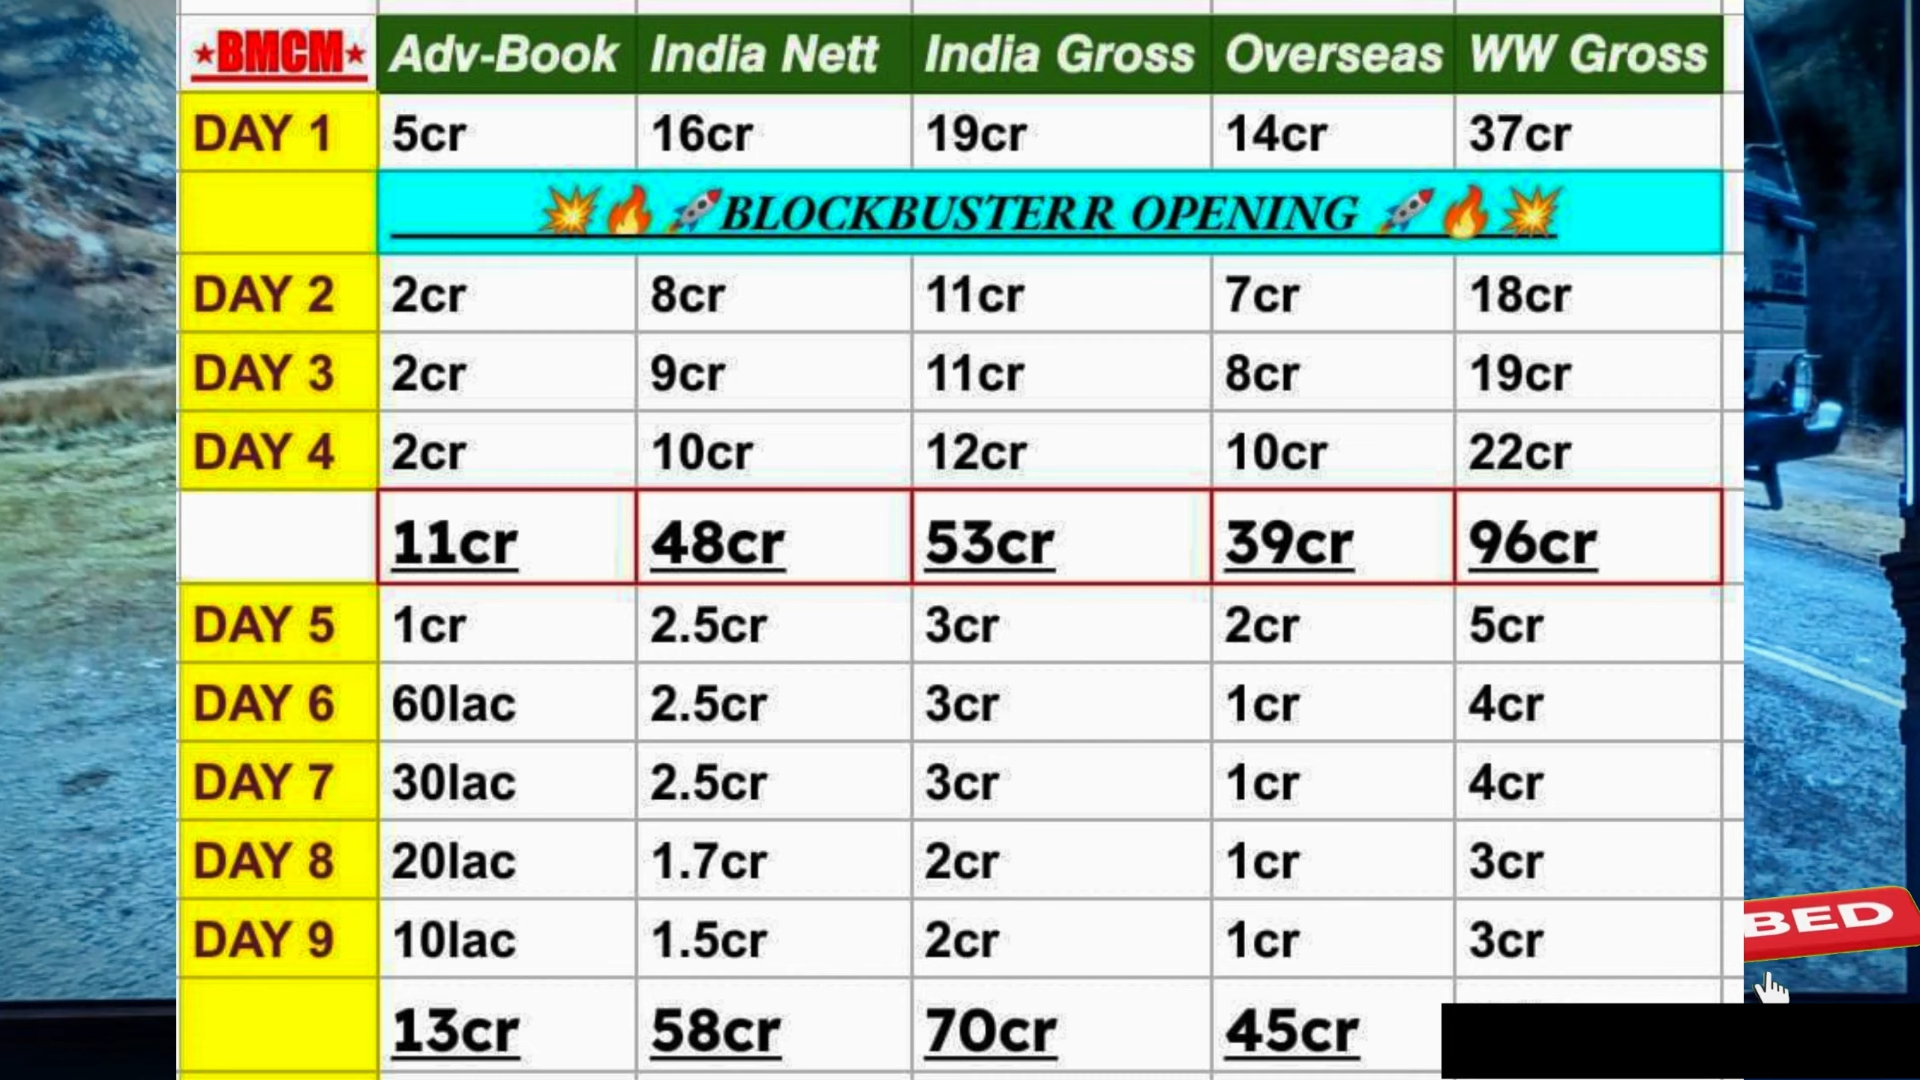 ★BMCM★ Adv-Book India Nett India Gross Overseas WW Gross
DAY 1 5cr 16cr 19cr 14cr 37cr
💥🔥🚀BLOCKBUSTERR OPENING 🚀🔥💥
DAY 2 2cr 8cr 11cr 7cr 18cr
DAY 3 2cr 9cr 11cr 8cr 19cr
DAY 4 2cr 10cr 12cr 10cr 22cr
11cr 48cr 53cr 39cr 96cr
DAY 5 1cr 2.5cr 3cr 2cr 5cr
DAY 6 60lac 2.5cr 3cr 1cr 4cr
DAY 7 30lac 2.5cr 3cr 1cr 4cr
DAY 8 20lac 1.7cr 2cr 1cr 3cr
BED
DAY 9 10lac 1.5cr 2cr 1cr 3cr
13cr 58cr 70cr 45cr